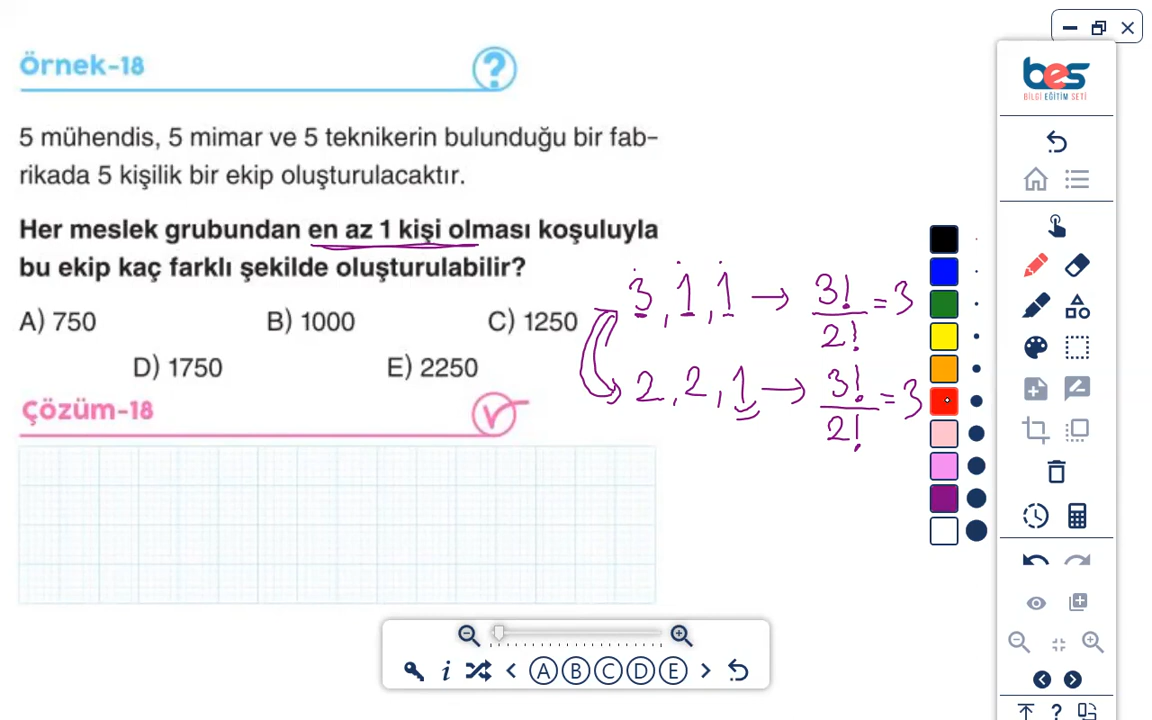 Örnek-18
?
5 mühendis, 5 mimar ve 5 teknikerin bulunduğu bir fab-
rikada 5 kişilik bir ekip oluşturulacaktır.
Her meslek grubundan en az 1 kişi olması koşuluyla
bu ekip kaç farklı şekilde oluşturulabilir?
A) 750 B) 1000 C) 1250
D) 1750 E) 2250
Çözüm-18
3, 1, 1 → 3!/2! = 3
2, 2, 1 → 3!/2! = 3
bes
BİLGİ EĞİTİM SETİ
i < A B C D E >
?